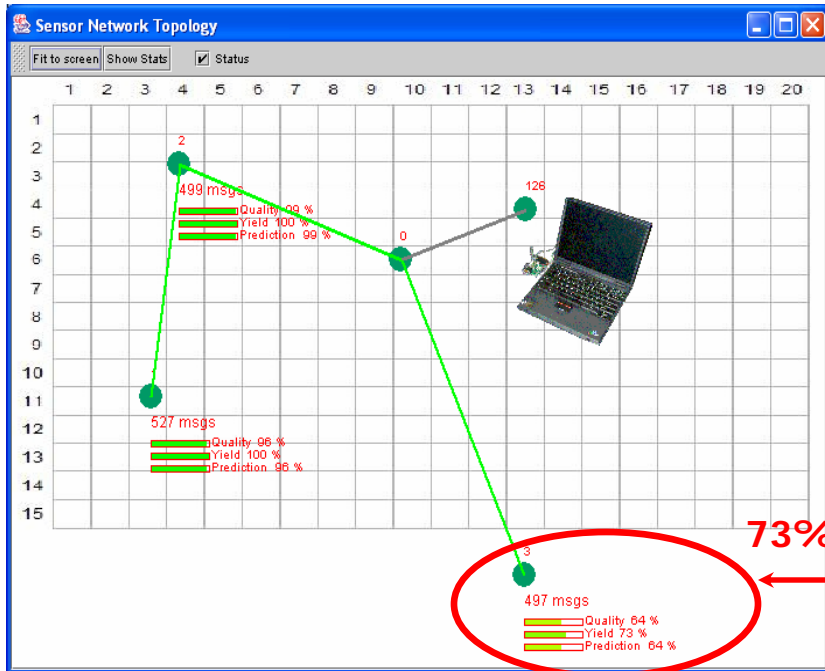 Sensor Network Topology
Fit to screen Show Stats Status
1 2 3 4 5 6 7 8 9 10 11 12 13 14 15 16 17 18 19 20
1
2
3
4
5
6
7
8
9
10
11
12
13
14
15
2
499 msgs
Quality 99 %
Yield 100 %
Prediction 99 %
0
126
527 msgs
Quality 96 %
Yield 100 %
Prediction 96 %
73%
3
497 msgs
Quality 64 %
Yield 73 %
Prediction 64 %